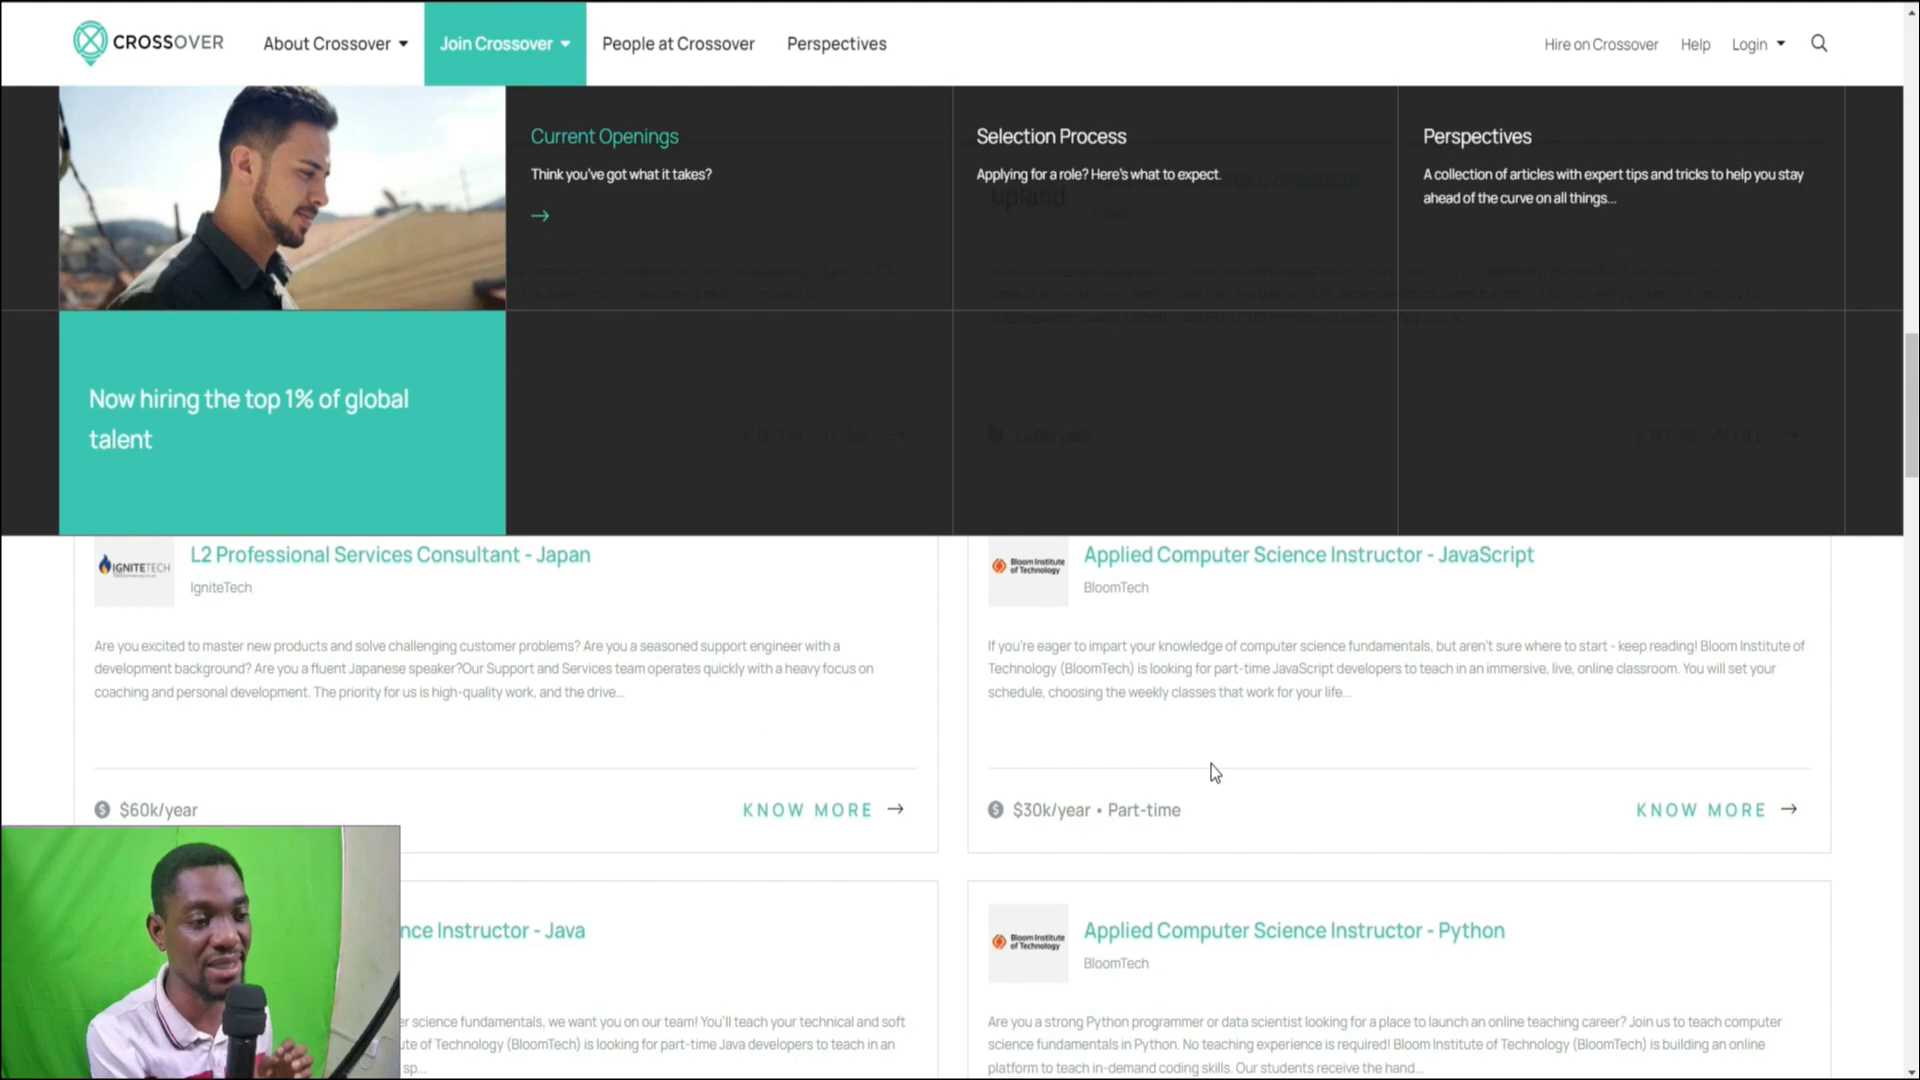 CROSSOVER
About Crossover
Join Crossover
People at Crossover
Perspectives
Hire on Crossover
Help
Login
Current Openings
Think you've got what it takes?
Selection Process
Applying for a role? Here's what to expect.
Perspectives
A collection of articles with expert tips and tricks to help you stay
ahead of the curve on all things...
upland
Now hiring the top 1% of global
talent
IGNITETECH
L2 Professional Services Consultant - Japan
IgniteTech
Are you excited to master new products and solve challenging customer problems? Are you a seasoned support engineer with a
development background? Are you a fluent Japanese speaker?Our Support and Services team operates quickly with a heavy focus on
coaching and personal development. The priority for us is high-quality work, and the drive...
$60k/year
KNOW MORE
Bloom Institute
of Technology
Applied Computer Science Instructor - JavaScript
BloomTech
If you're eager to impart your knowledge of computer science fundamentals, but aren't sure where to start - keep reading! Bloom Institute of
Technology (BloomTech) is looking for part-time JavaScript developers to teach in an immersive, live, online classroom. You will set your
schedule, choosing the weekly classes that work for your life...
$30k/year • Part-time
KNOW MORE
nce Instructor - Java
er science fundamentals, we want you on our team! You'll teach your technical and soft
ute of Technology (BloomTech) is looking for part-time Java developers to teach in an
sp...
Bloom Institute
of Technology
Applied Computer Science Instructor - Python
BloomTech
Are you a strong Python programmer or data scientist looking for a place to launch an online teaching career? Join us to teach computer
science fundamentals in Python. No teaching experience is required! Bloom Institute of Technology (BloomTech) is building an online
platform to teach in-demand coding skills. Our students receive the hand...